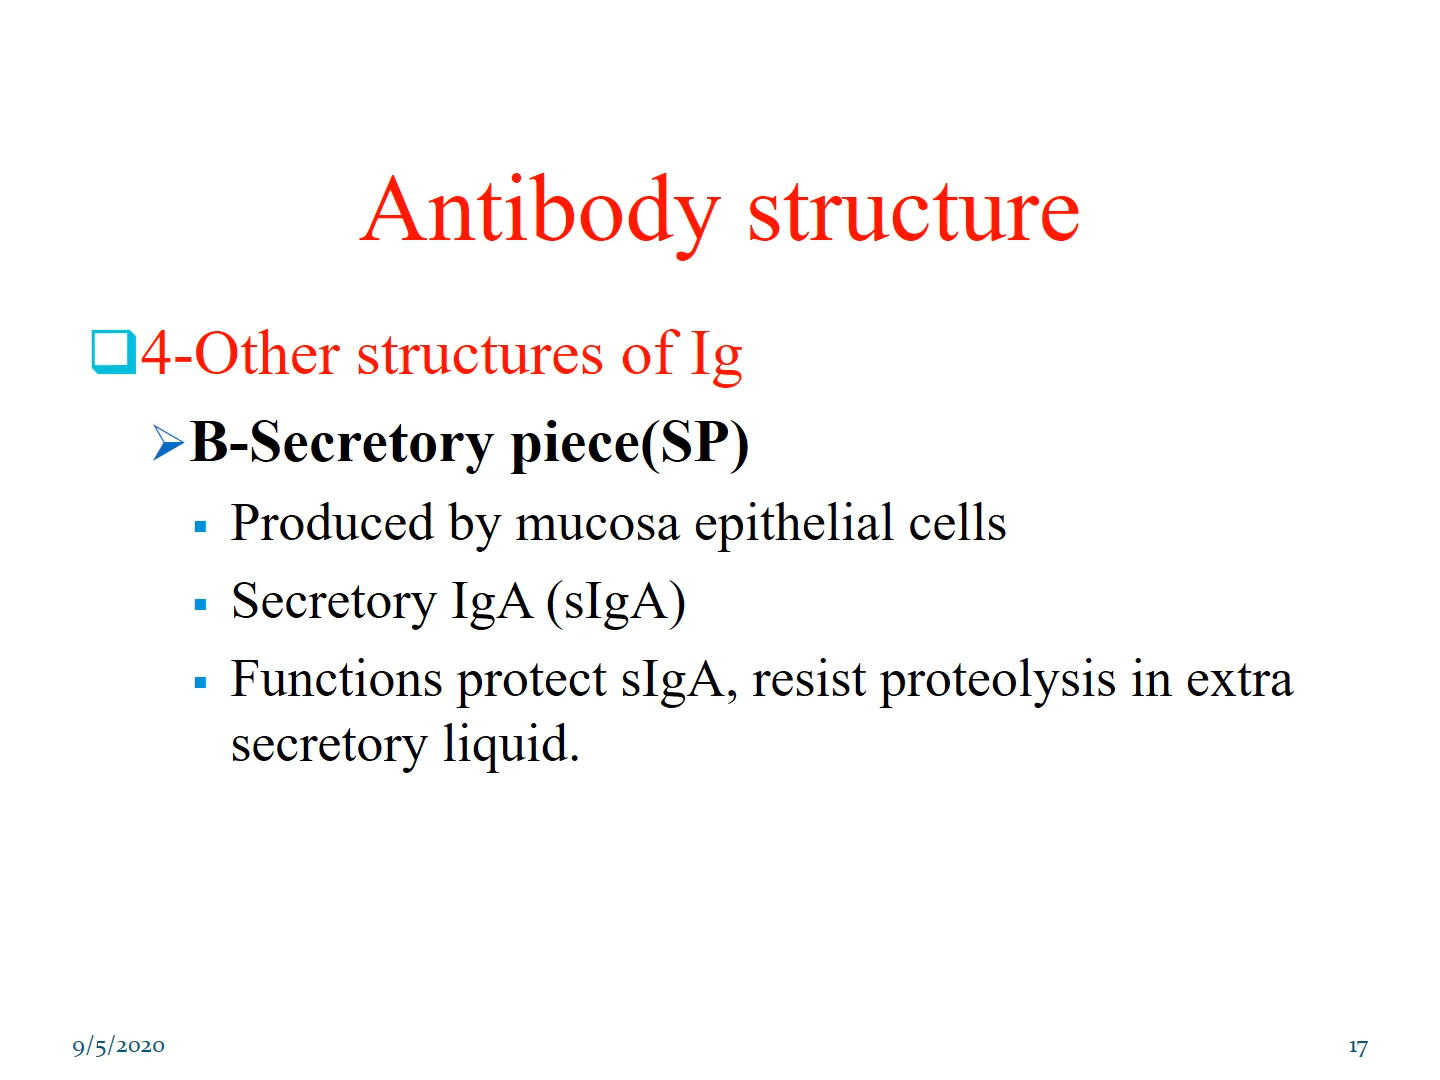 Antibody structure
4-Other structures of Ig
B-Secretory piece(SP)
Produced by mucosa epithelial cells
Secretory IgA (sIgA)
Functions protect sIgA, resist proteolysis in extra
secretory liquid.
9/5/2020
17